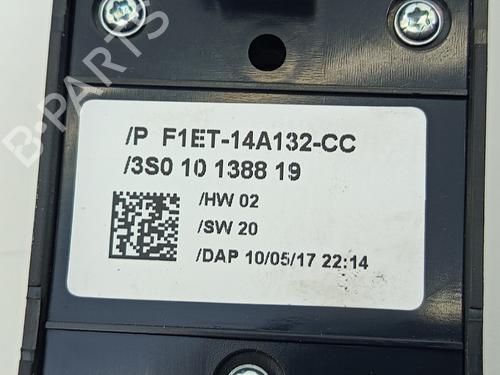 /P F1ET-14A132-CC
/3S0 10 1388 19
/HW 02
/SW 20
/DAP 10/05/17 22:14
B-PARTS